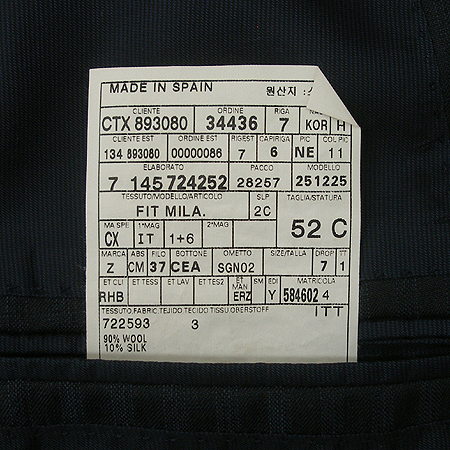 MADE IN SPAIN 원산지 :
CLIENTE ORDINE RIGA
CTX 893080 34436 7 KOR H
CLIENTE EST ORDINE EST RIGEST CAPIRIGA PIC COL PIC
134 893080 00000086 7 6 NE 11
ELABORATO PACCO MODELLO
7 145724252 28257 251225
TESSUTO/MODELLO/ARTICOLO SLP TAGLIA/STATURA
FIT MILA. 2C 52 C
MA SPE 1°MAG 2°MAG
CX IT 1+6
MARCA ABS FILO BOTTONE OMETTO SIZE/TALLA DROP
Z CM 37 CEA SGN02 7 1
ET CLI ET TESS ET LAV ET TES2 ET MAN SM EDI MATRICOLA
RHB ERZ Y 584602 4
TESSUTO, FABRIC, TEJIDO TECIDO TISSU OBERSTOFF ITT
722593 3
90% WOOL
10% SILK